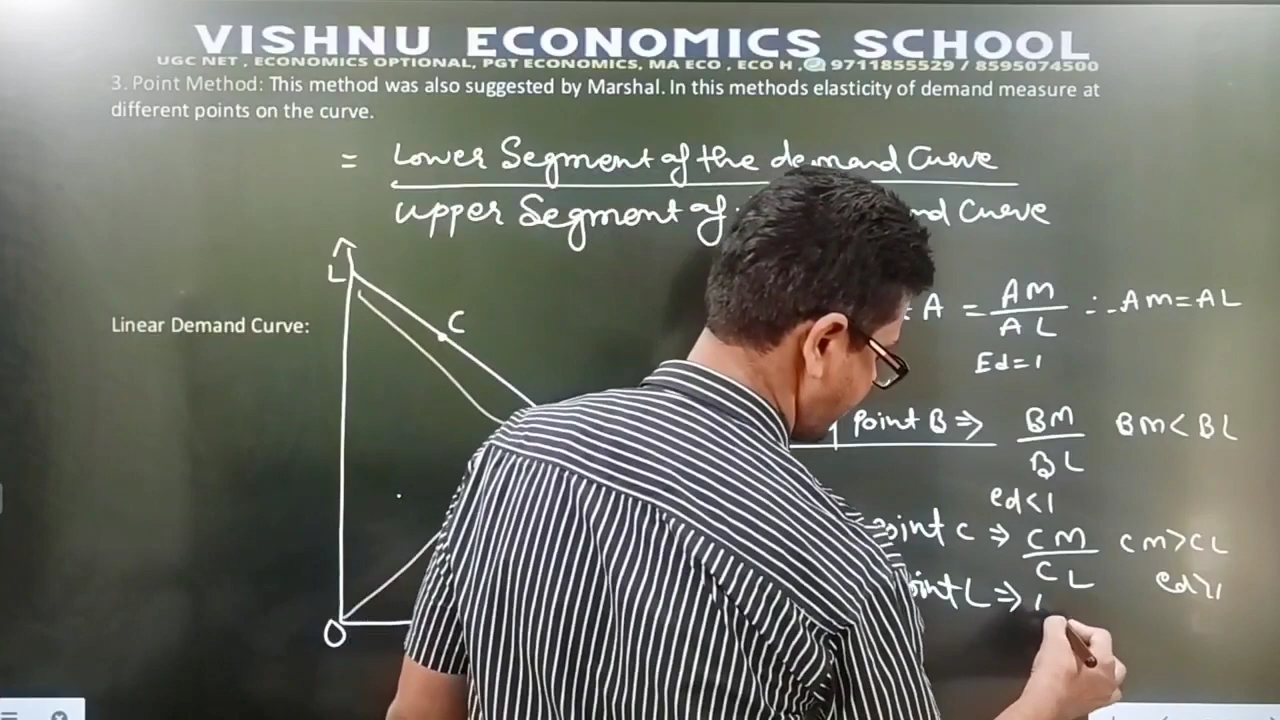 VISHNU ECONOMICS SCHOOL
UGC NET , ECONOMICS OPTIONAL, PGT ECONOMICS, MA ECO , ECO H , 9711855529 / 8595074500
3. Point Method: This method was also suggested by Marshal. In this methods elasticity of demand measure at
different points on the curve.
= Lower Segment of the demand Curve
Upper Segment of nd Curve
L
C
Linear Demand Curve:
O
A = AM ∴ AM=AL
AL
Ed=1
Point B ⇒ BM BM<BL
BL
ed<1
oint C ⇒ CM CM>CL
CL ed>1
oint L ⇒